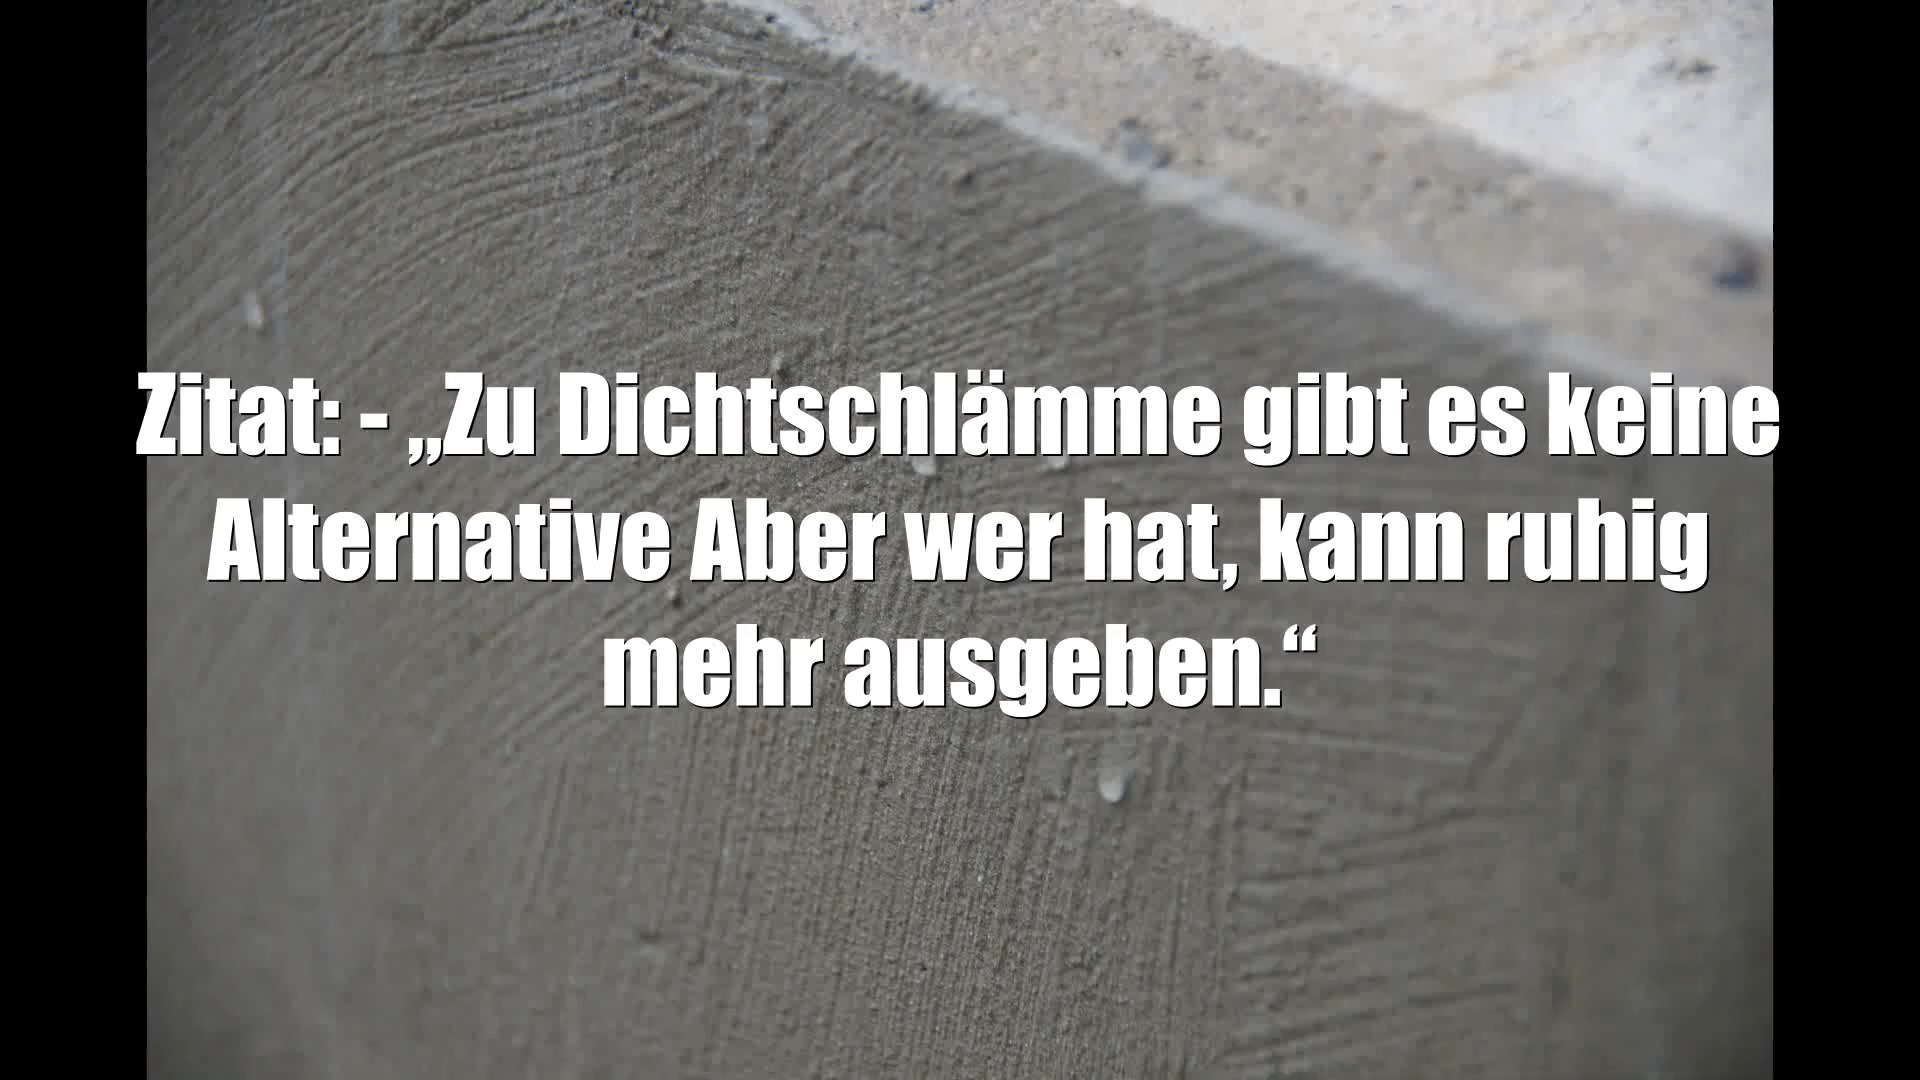 Zitat: - „Zu Dichtschlämme gibt es keine
Alternative Aber wer hat, kann ruhig
mehr ausgeben.“